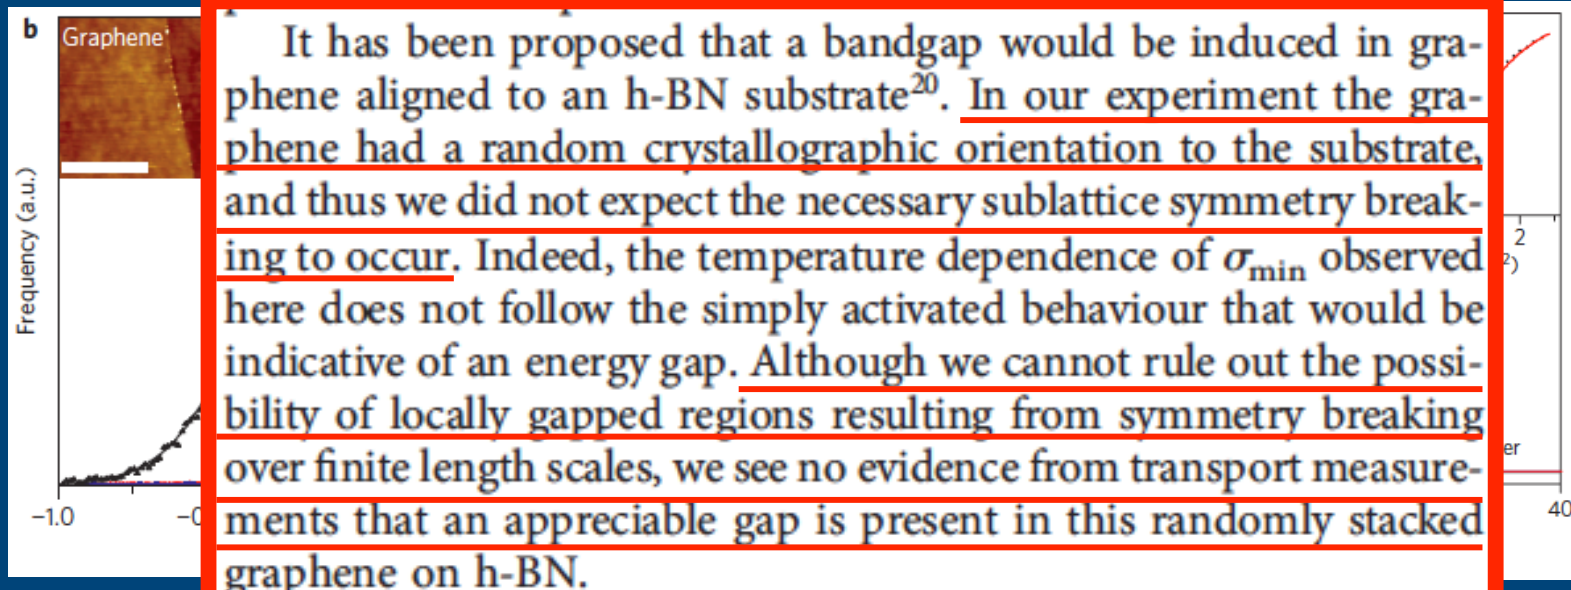 b
Graphene
Frequency (a.u.)
−1.0
It has been proposed that a bandgap would be induced in gra-
phene aligned to an h-BN substrate20. In our experiment the gra-
phene had a random crystallographic orientation to the substrate,
and thus we did not expect the necessary sublattice symmetry break-
ing to occur. Indeed, the temperature dependence of σmin observed
here does not follow the simply activated behaviour that would be
indicative of an energy gap. Although we cannot rule out the possi-
bility of locally gapped regions resulting from symmetry breaking
over finite length scales, we see no evidence from transport measure-
ments that an appreciable gap is present in this randomly stacked
graphene on h-BN.
2
40